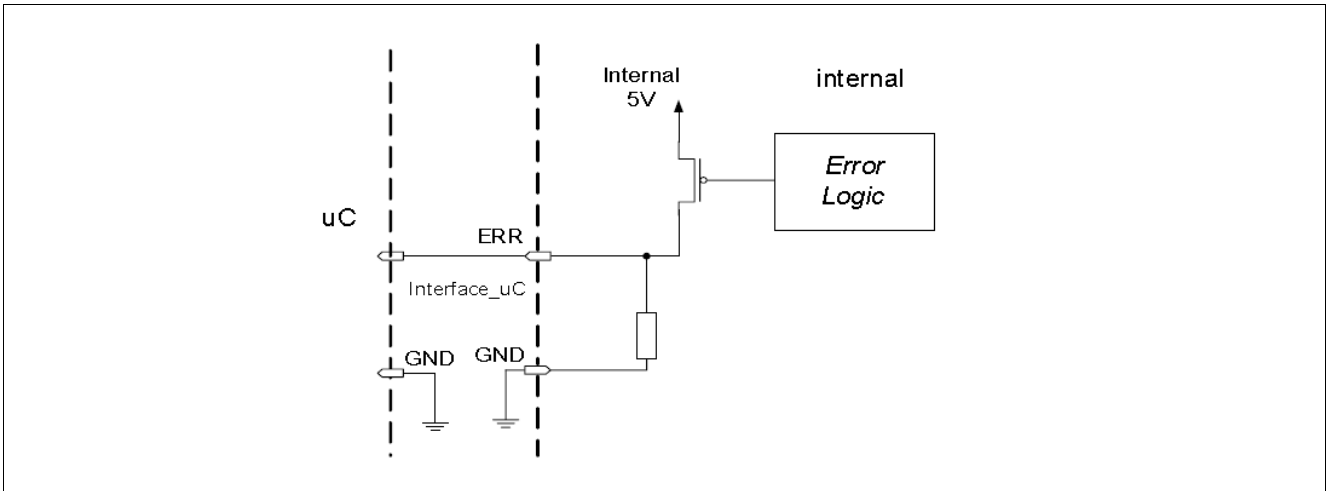 Internal
5V
internal
Error
Logic
uC
ERR
Interface_uC
GND
GND